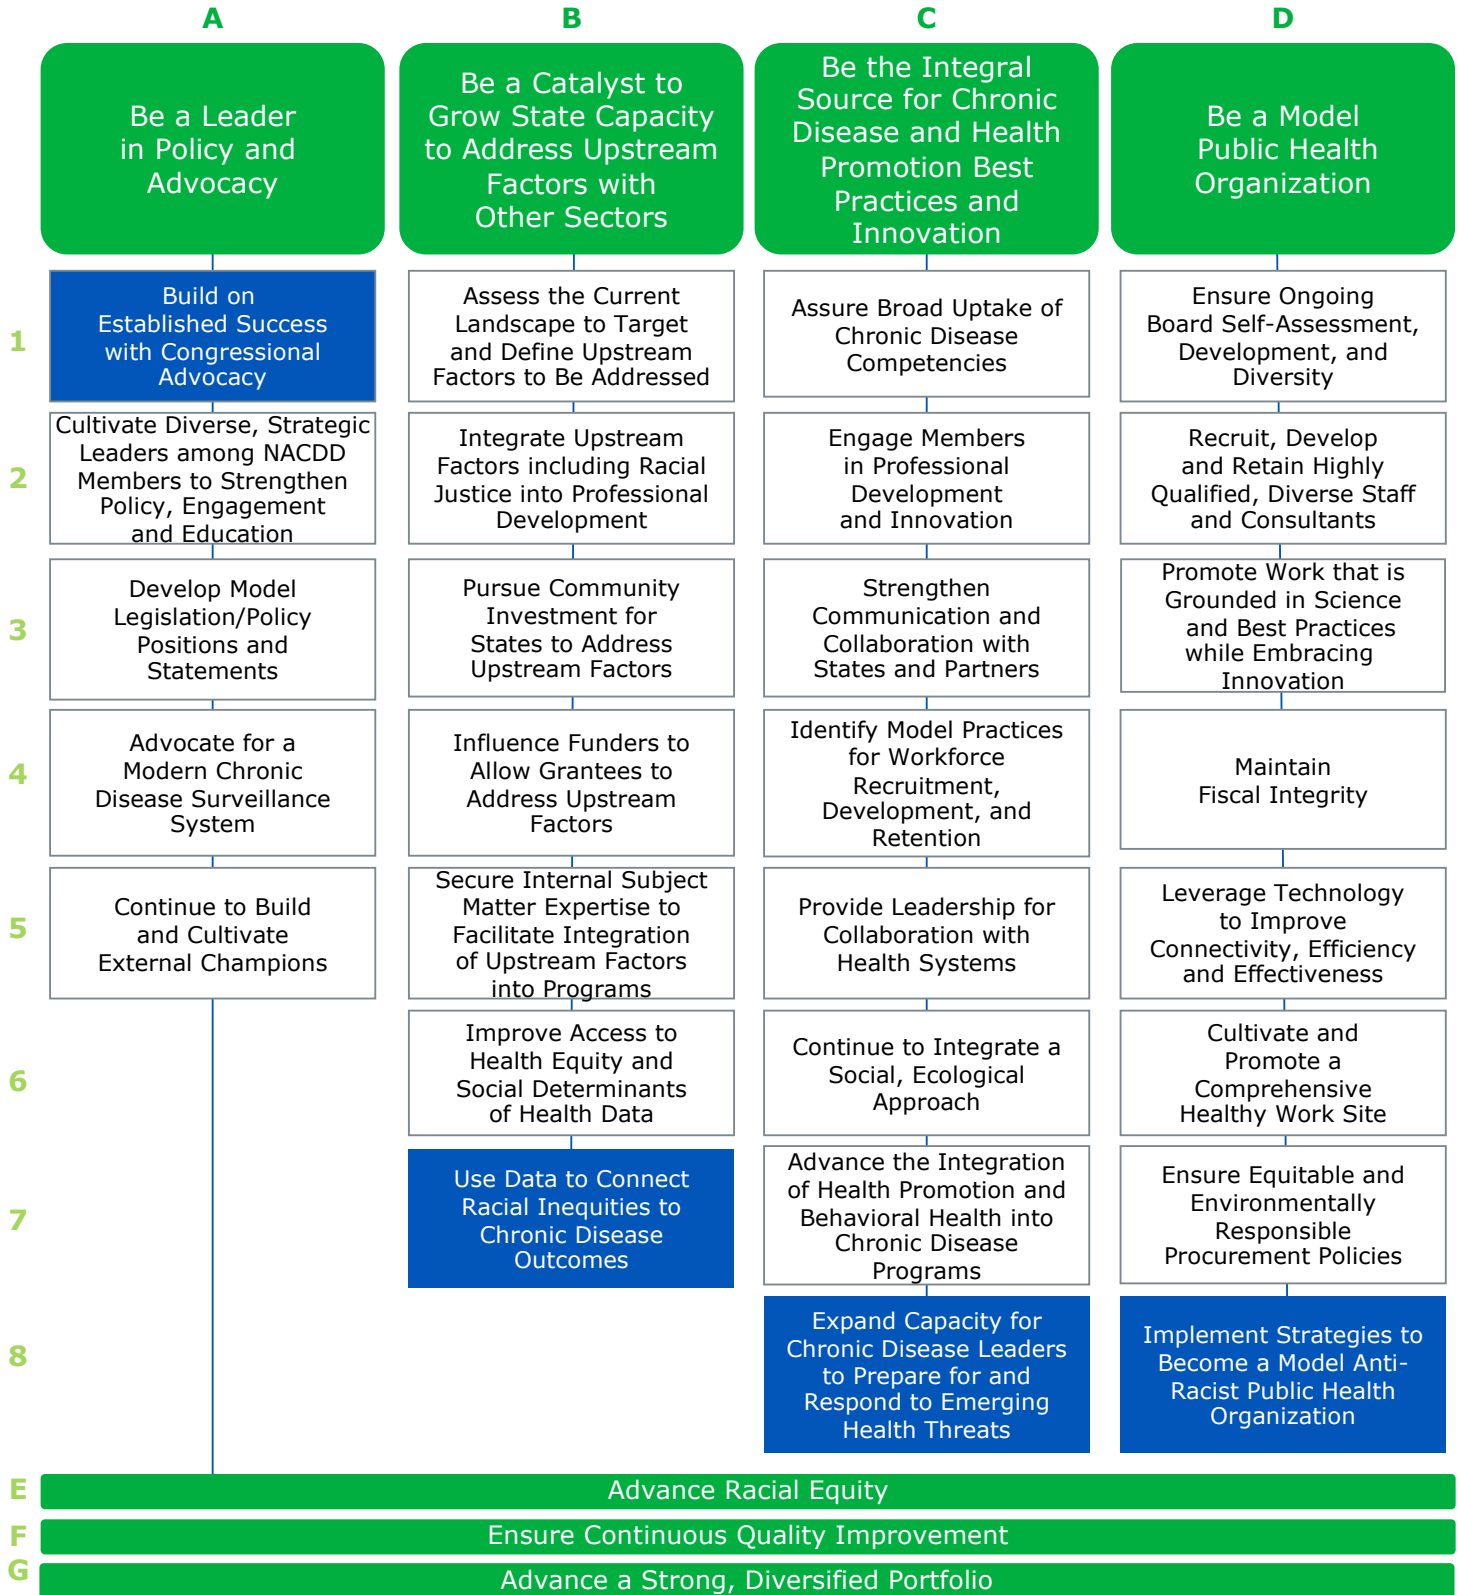 A
B
C
D
Be a Leader
in Policy and
Advocacy
Be a Catalyst to
Grow State Capacity
to Address Upstream
Factors with
Other Sectors
Be the Integral
Source for Chronic
Disease and Health
Promotion Best
Practices and
Innovation
Be a Model
Public Health
Organization
1
Build on
Established Success
with Congressional
Advocacy
Assess the Current
Landscape to Target
and Define Upstream
Factors to Be Addressed
Assure Broad Uptake of
Chronic Disease
Competencies
Ensure Ongoing
Board Self-Assessment,
Development, and
Diversity
2
Cultivate Diverse, Strategic
Leaders among NACDD
Members to Strengthen
Policy, Engagement
and Education
Integrate Upstream
Factors including Racial
Justice into Professional
Development
Engage Members
in Professional
Development
and Innovation
Recruit, Develop
and Retain Highly
Qualified, Diverse Staff
and Consultants
3
Develop Model
Legislation/Policy
Positions and
Statements
Pursue Community
Investment for
States to Address
Upstream Factors
Strengthen
Communication and
Collaboration with
States and Partners
Promote Work that is
Grounded in Science
and Best Practices
while Embracing
Innovation
4
Advocate for a
Modern Chronic
Disease Surveillance
System
Influence Funders to
Allow Grantees to
Address Upstream
Factors
Identify Model Practices
for Workforce
Recruitment,
Development, and
Retention
Maintain
Fiscal Integrity
5
Continue to Build
and Cultivate
External Champions
Secure Internal Subject
Matter Expertise to
Facilitate Integration
of Upstream Factors
into Programs
Provide Leadership for
Collaboration with
Health Systems
Leverage Technology
to Improve
Connectivity, Efficiency
and Effectiveness
6
Improve Access to
Health Equity and
Social Determinants
of Health Data
Continue to Integrate a
Social, Ecological
Approach
Cultivate and
Promote a
Comprehensive
Healthy Work Site
7
Use Data to Connect
Racial Inequities to
Chronic Disease
Outcomes
Advance the Integration
of Health Promotion and
Behavioral Health into
Chronic Disease
Programs
Ensure Equitable and
Environmentally
Responsible
Procurement Policies
8
Expand Capacity for
Chronic Disease Leaders
to Prepare for and
Respond to Emerging
Health Threats
Implement Strategies to
Become a Model Anti-
Racist Public Health
Organization
E
Advance Racial Equity
F
Ensure Continuous Quality Improvement
G
Advance a Strong, Diversified Portfolio